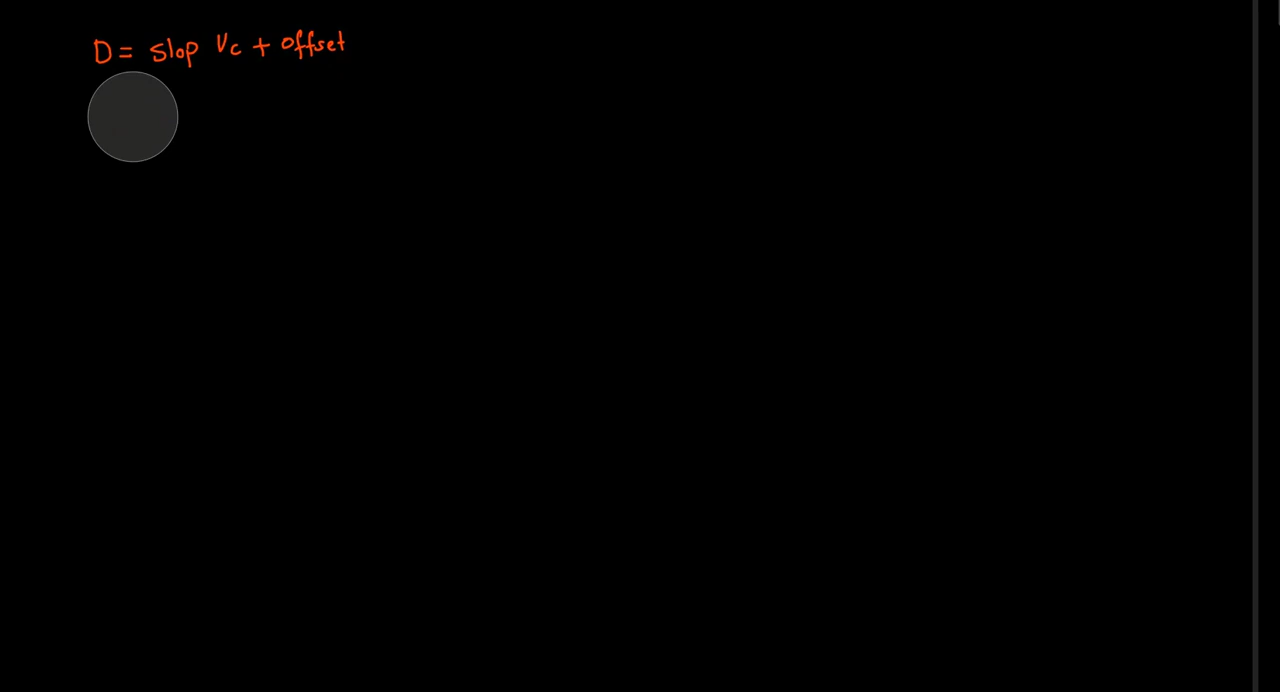 D = slop Vc + offset